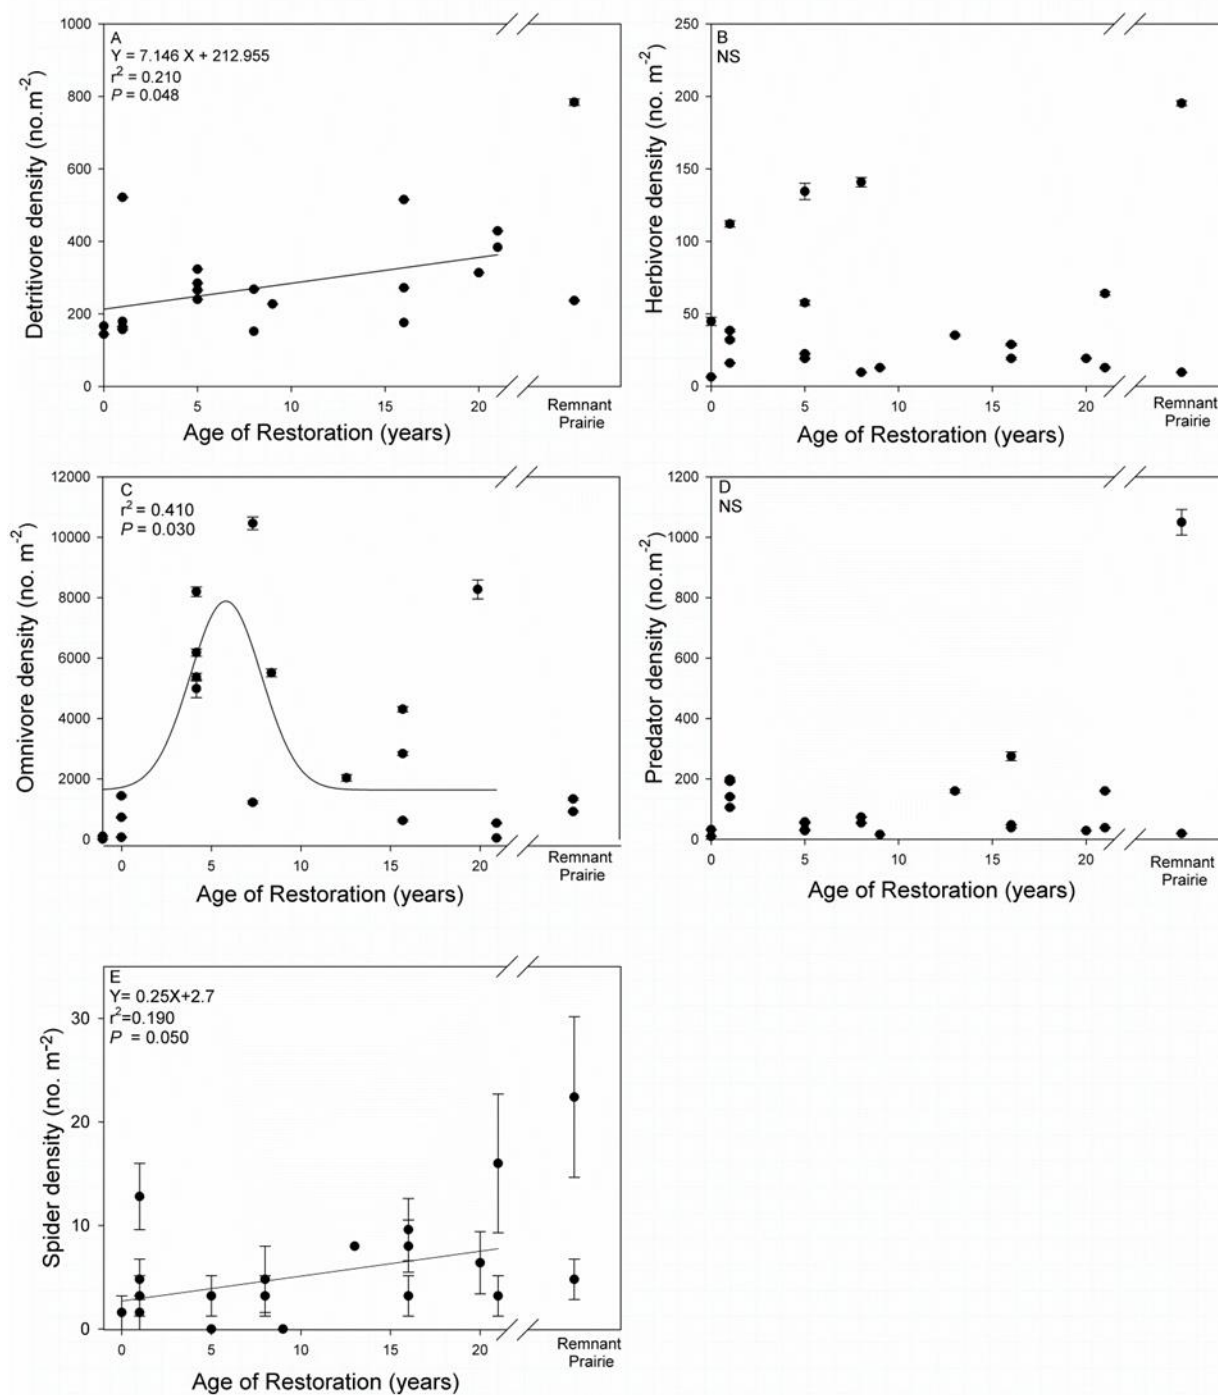 A
Y = 7.146 X + 212.955
r² = 0.210
P = 0.048
Detritivore density (no.m⁻²)
1000
800
600
400
200
0
0 5 10 15 20
Remnant
Prairie
Age of Restoration (years)
B
NS
Herbivore density (no. m⁻²)
250
200
150
100
50
0
0 5 10 15 20
Remnant
Prairie
Age of Restoration (years)
C
r² = 0.410
P = 0.030
Omnivore density (no. m⁻²)
12000
10000
8000
6000
4000
2000
0
0 5 10 15 20
Remnant
Prairie
Age of Restoration (years)
D
NS
Predator density (no.m⁻²)
1200
1000
800
600
400
200
0
0 5 10 15 20
Remnant
Prairie
Age of Restoration (years)
E
Y= 0.25X+2.7
r²=0.190
P = 0.050
Spider density (no. m⁻²)
30
20
10
0
0 5 10 15 20
Remnant
Prairie
Age of Restoration (years)